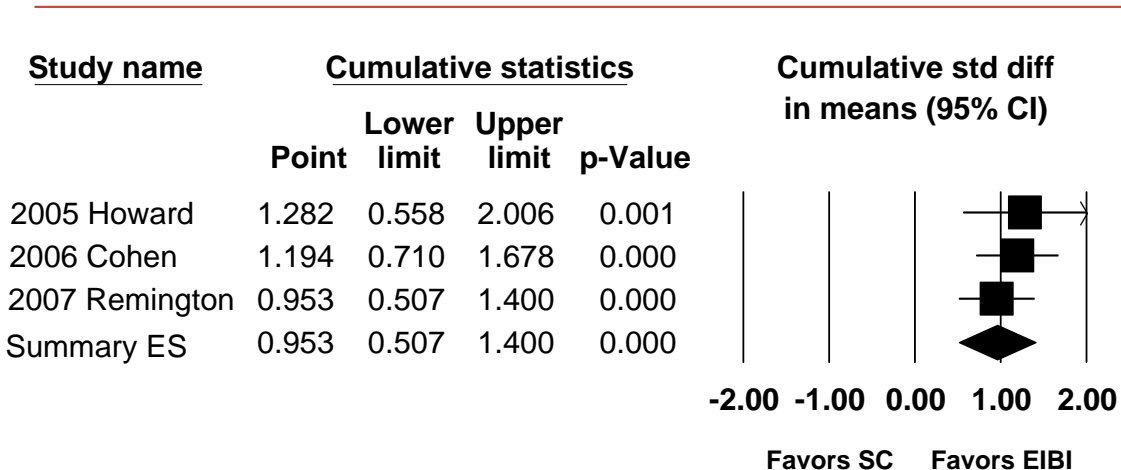 Study name Cumulative statistics Cumulative std diff
in means (95% CI)
Lower Upper
Point limit limit p-Value
2005 Howard 1.282 0.558 2.006 0.001
2006 Cohen 1.194 0.710 1.678 0.000
2007 Remington 0.953 0.507 1.400 0.000
Summary ES 0.953 0.507 1.400 0.000
-2.00 -1.00 0.00 1.00 2.00
Favors SC Favors EIBI